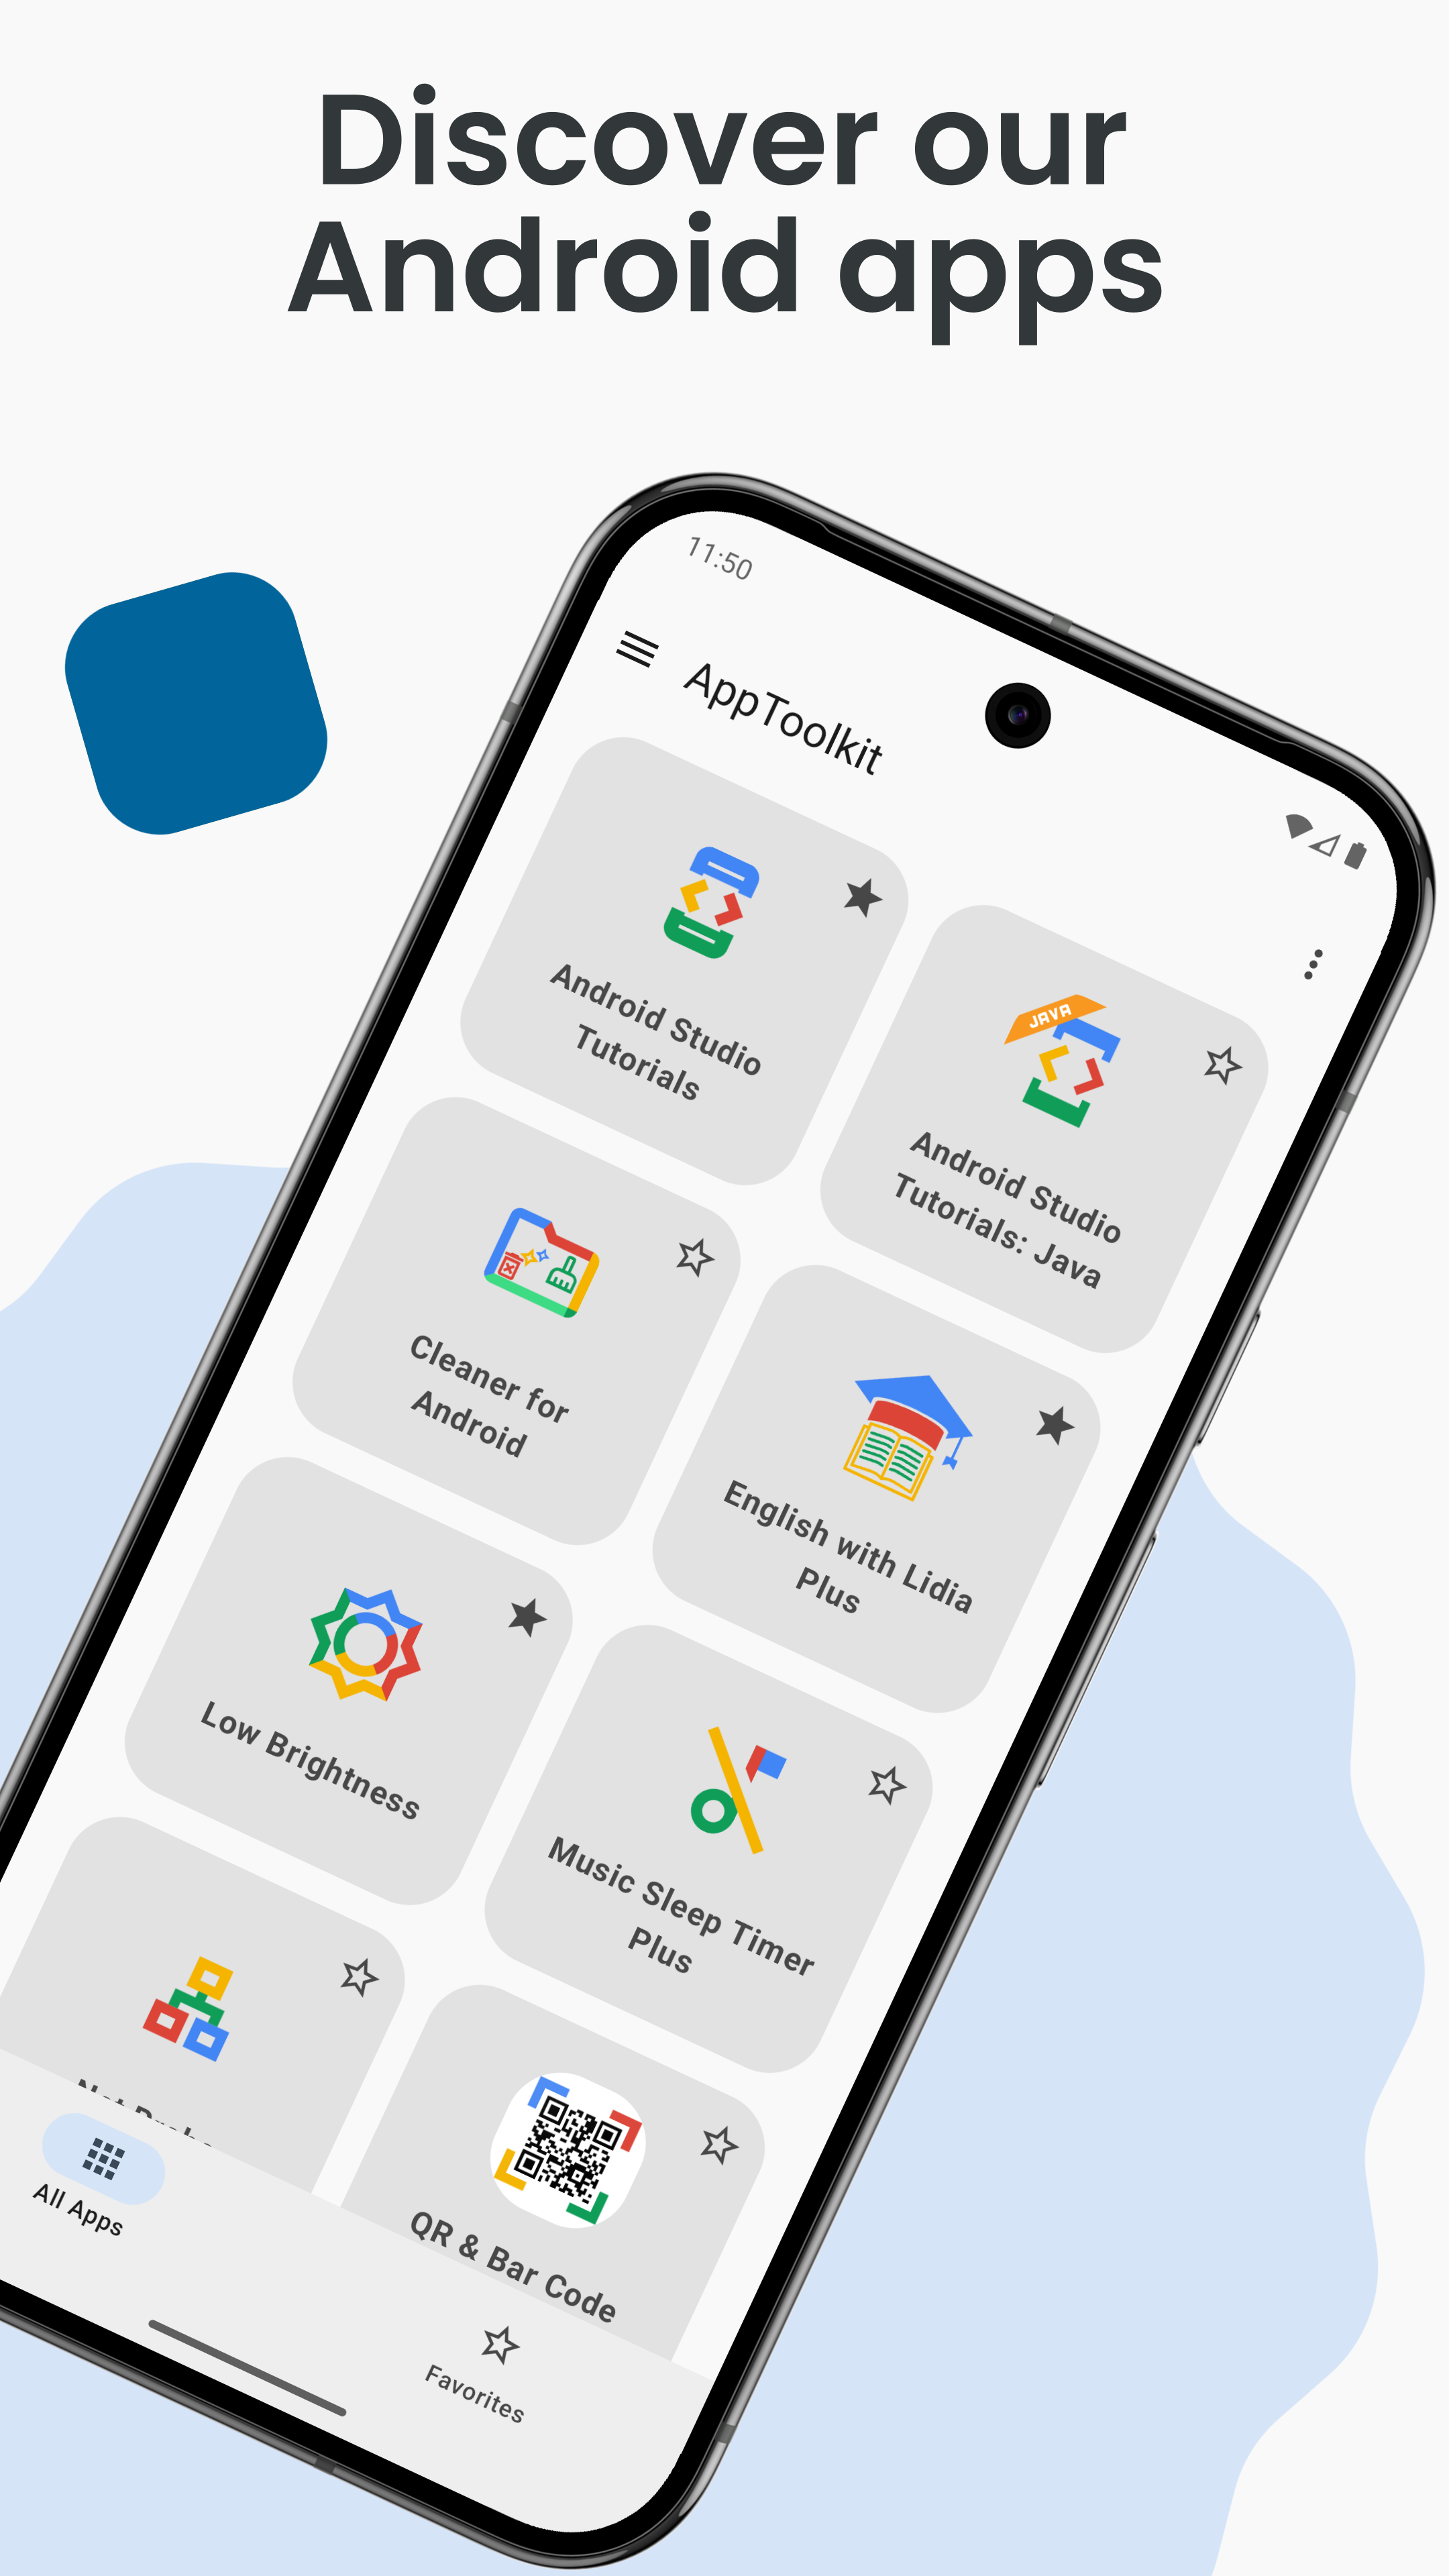 Discover our
Android apps
11:50
AppToolkit
Android Studio
Tutorials
JAVA
Android Studio
Tutorials: Java
Cleaner for
Android
English with Lidia
Plus
Low Brightness
Music Sleep Timer
Plus
QR & Bar Code
All Apps
Favorites